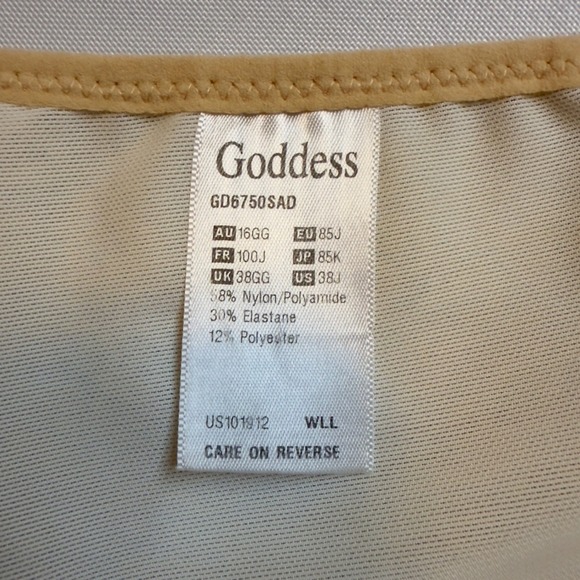 Goddess
GD6750SAD
AU 16GG EU 85J
FR 100J JP 85K
UK 38GG US 38J
58% Nylon/Polyamide
30% Elastane
12% Polyester
US101912 WLL
CARE ON REVERSE